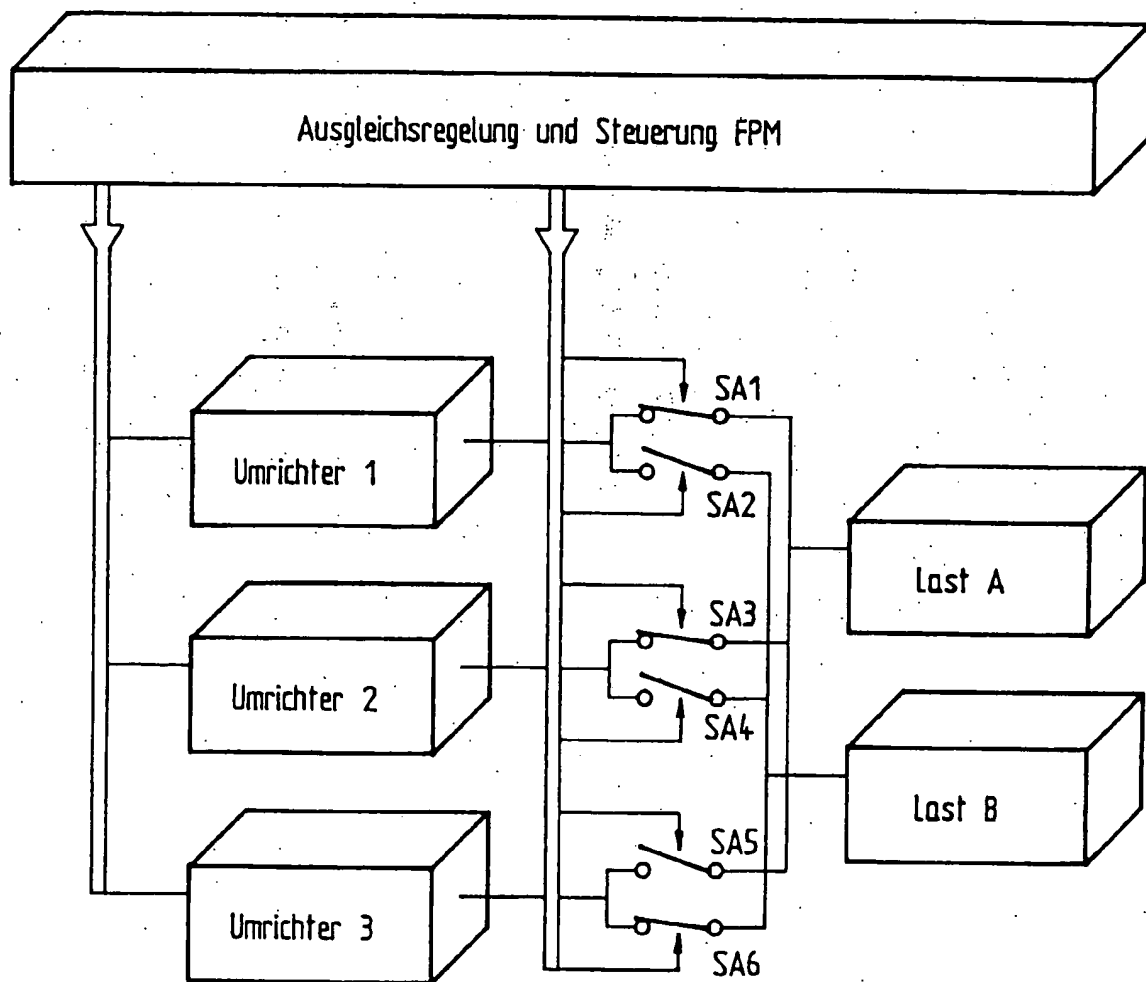 Ausgleichsregelung und Steuerung FPM
SA1
Umrichter 1
SA2
Last A
SA3
Umrichter 2
SA4
Last B
SA5
Umrichter 3
SA6